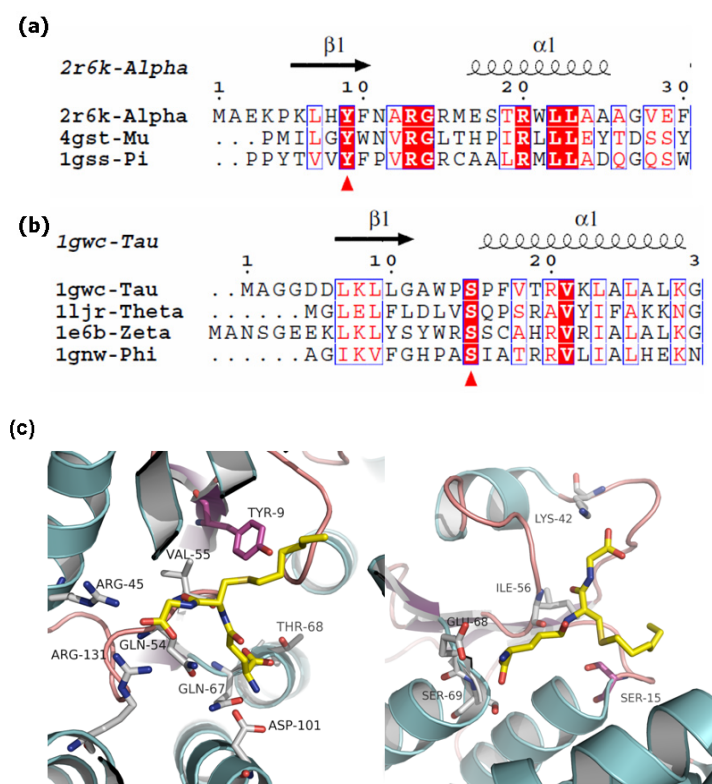 (a)
β1 α1
2r6k-Alpha
1 10 20 30
2r6k-Alpha MAEKPKLHYFNARGRMESTRWLLAAAGVEF
4gst-Mu ...PMILGYWNVRGLTHPIRLLLEYTDSSY
1gss-Pi ..PPYTVVYFPVRGRCAALRMLLADQGQSW
(b)
β1 α1
1gwc-Tau
1 10 20 3
1gwc-Tau ..MAGGDDLKLLGAWPSPFVTRVKLALALKG
1ljr-Theta ......MGLELFLDLVSQPSRAVYIFAKKNG
1e6b-Zeta MANSGEEKLKLYSYWRSSCAHRVRIALALKG
1gnw-Phi ......AGIKVFGHPASIATRRVLIALHEKN
(c)
TYR-9
VAL-55
ARG-45
GLN-54
THR-68
ARG-131
GLN-67
ASP-101
LYS-42
ILE-56
GLU-68
SER-69
SER-15